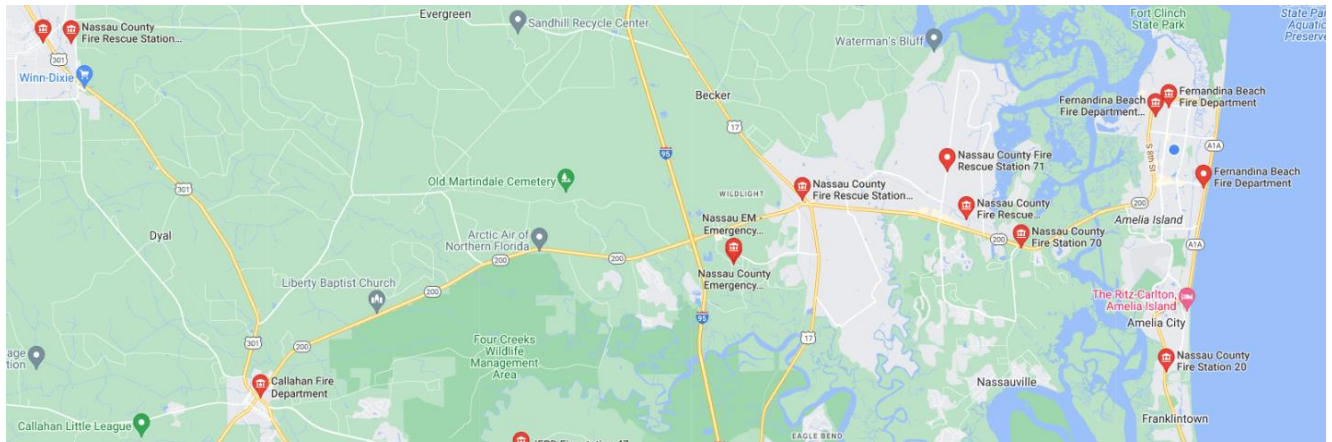 Evergreen
Sandhill Recycle Center
Fort Clinch
State Park
State Par
Aquatic
Preserve
Nassau County
Fire Rescue Station...
301
Winn-Dixie
Waterman's Bluff
Becker
17
95
Fernandina Beach
Fire Department
Fernandina Beach
Fire Department...
S 8th St
A1A
Nassau County Fire
Rescue Station 71
Fernandina Beach
Fire Department
Old Martindale Cemetery
WILDLIGHT
Nassau County
Fire Rescue Station...
301
Nassau County
Fire Rescue...
200
Amelia Island
Dyal
Arctic Air of
Northern Florida
Nassau EM -
Emergency...
200
Nassau County
Fire Station 70
A1A
200
200
Nassau County
Emergency...
Liberty Baptist Church
200
The Ritz-Carlton,
Amelia Island
95
Amelia City
Four Creeks
Wildlife
Management
Area
17
301
200
age
tion
Nassau County
Fire Station 20
Callahan Fire
Department
Nassauville
Callahan Little League
Franklintown
EAGLE BEND